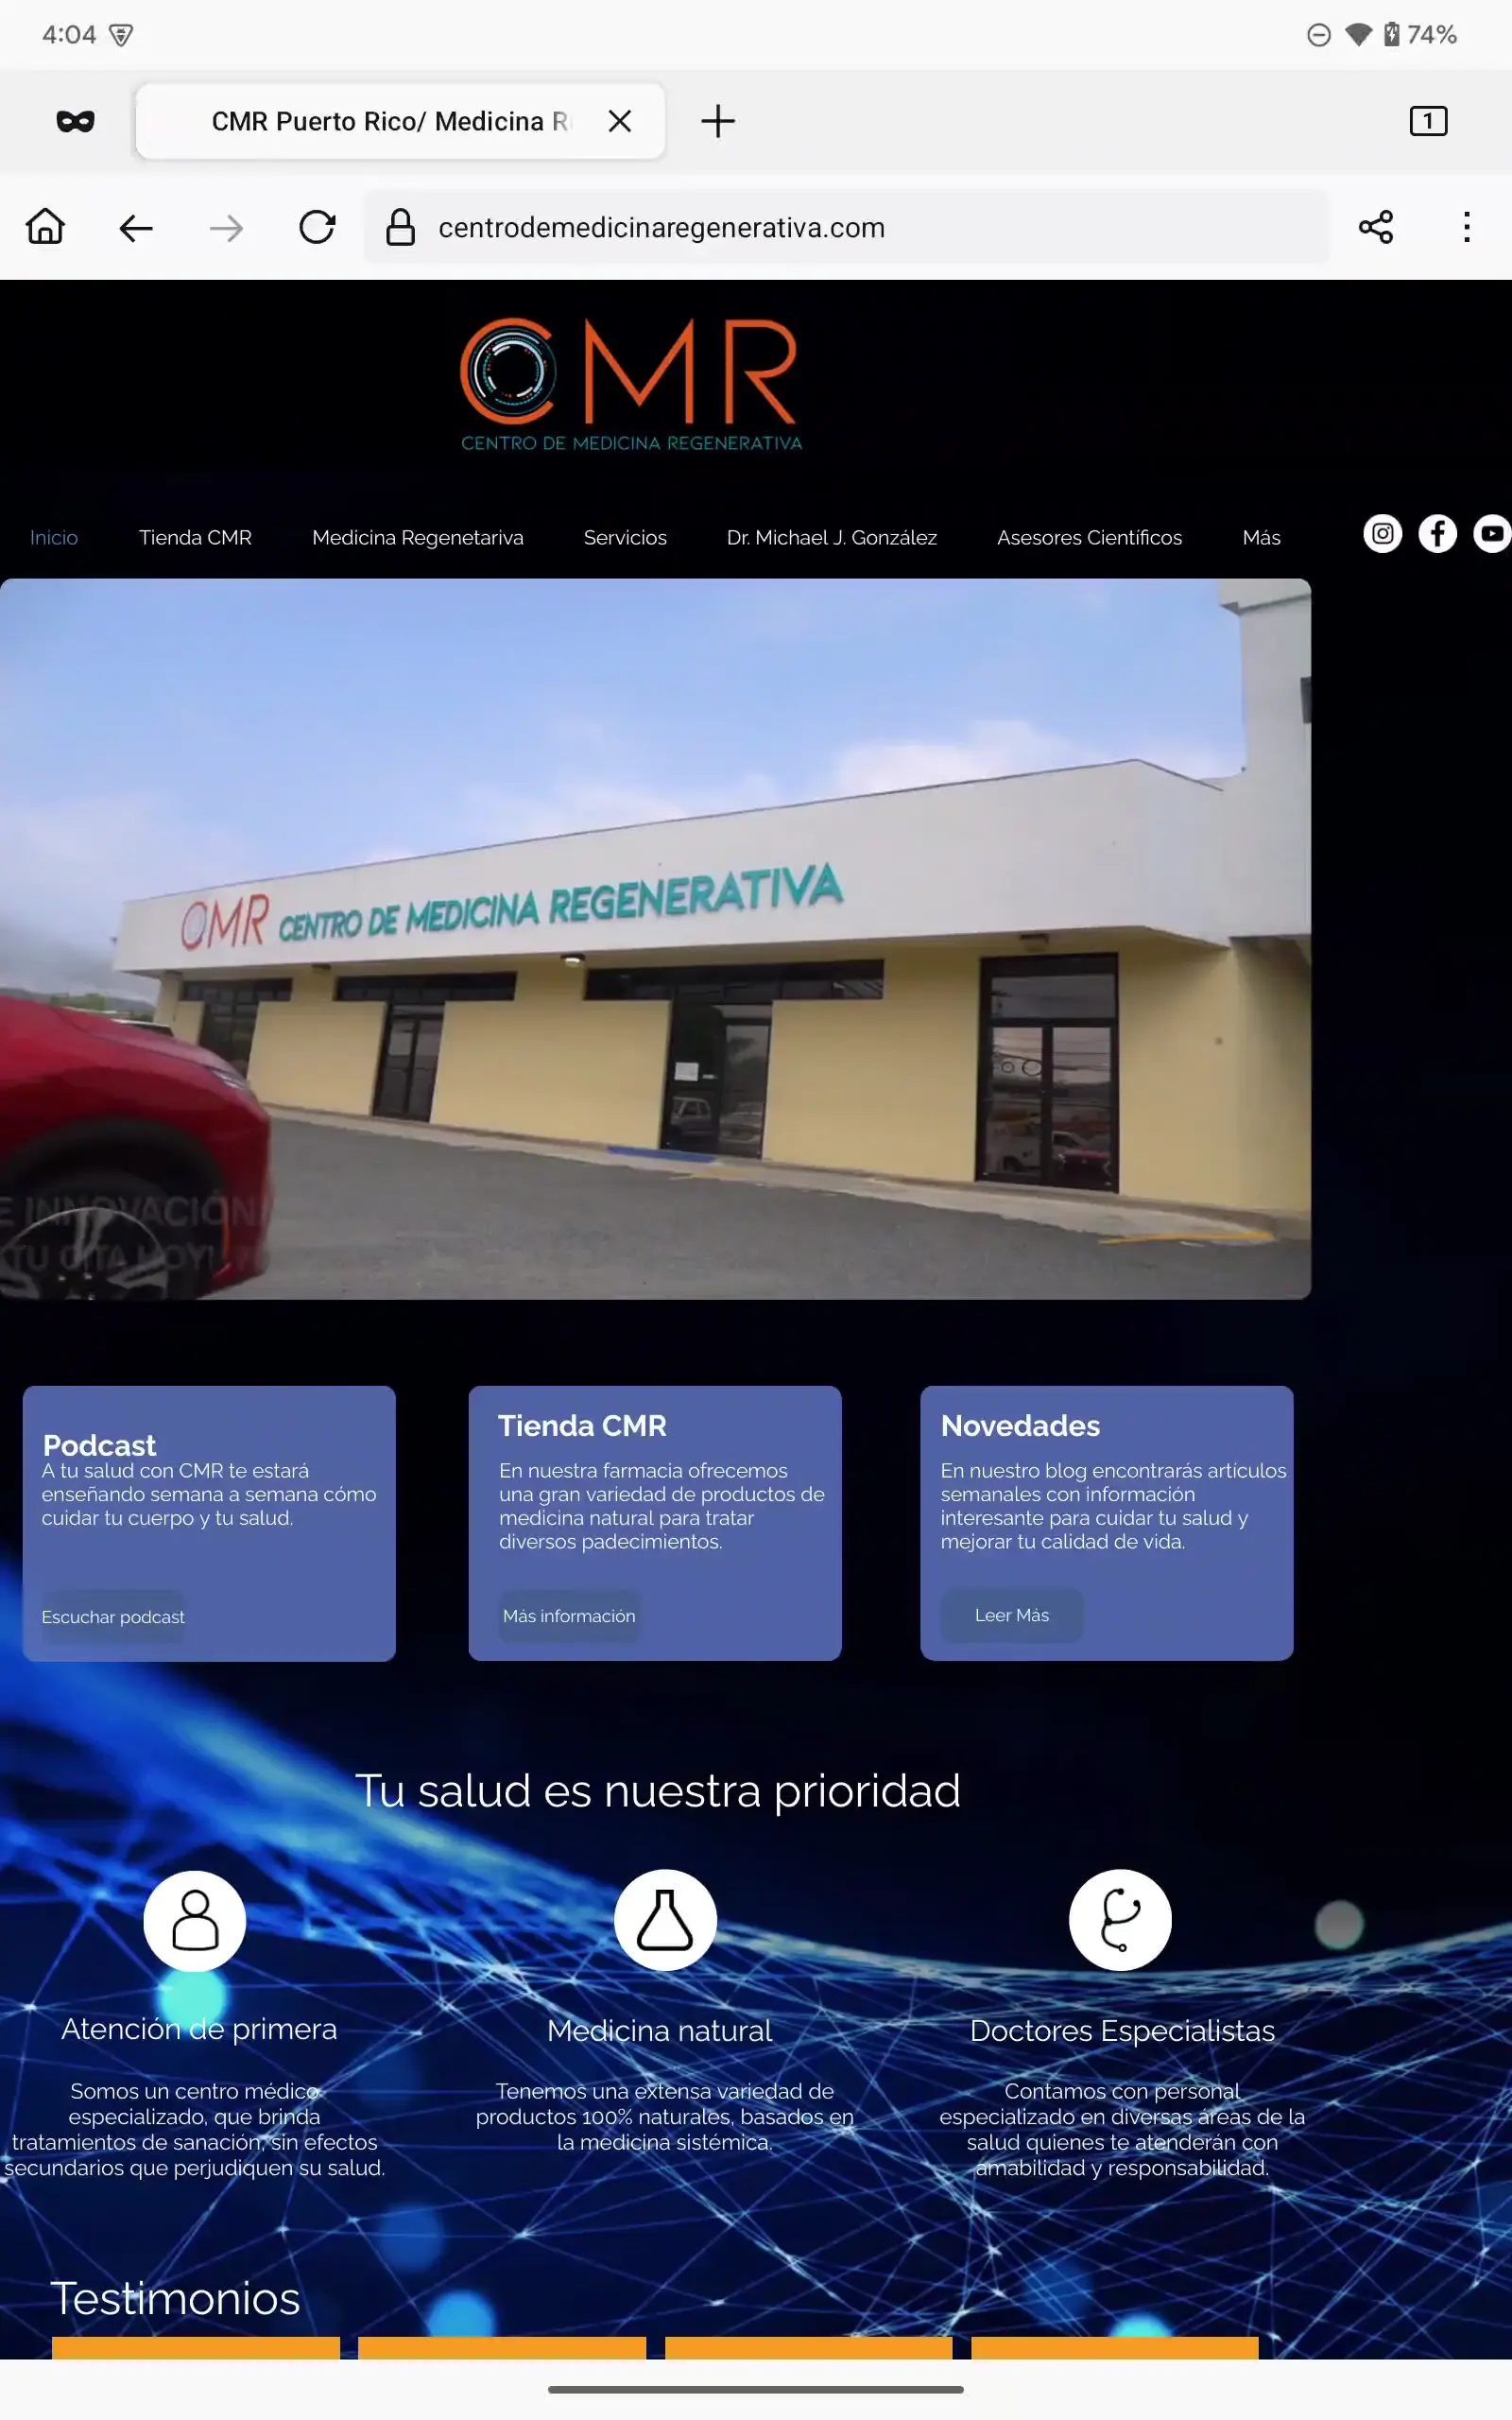 4:04
74%
CMR Puerto Rico/ Medicina R
1
centrodemedicinaregenerativa.com
CMR
CENTRO DE MEDICINA REGENERATIVA
Inicio Tienda CMR Medicina Regenetariva Servicios Dr. Michael J. González Asesores Científicos Más
CMR CENTRO DE MEDICINA REGENERATIVA
E INNOVACIÓN
TU CITA HOY!
Podcast
A tu salud con CMR te estará
enseñando semana a semana cómo
cuidar tu cuerpo y tu salud.
Escuchar podcast
Tienda CMR
En nuestra farmacia ofrecemos
una gran variedad de productos de
medicina natural para tratar
diversos padecimientos.
Más información
Novedades
En nuestro blog encontrarás artículos
semanales con información
interesante para cuidar tu salud y
mejorar tu calidad de vida.
Leer Más
Tu salud es nuestra prioridad
Atención de primera
Somos un centro médico
especializado, que brinda
tratamientos de sanación, sin efectos
secundarios que perjudiquen su salud.
Medicina natural
Tenemos una extensa variedad de
productos 100% naturales, basados en
la medicina sistémica.
Doctores Especialistas
Contamos con personal
especializado en diversas áreas de la
salud quienes te atenderán con
amabilidad y responsabilidad.
Testimonios